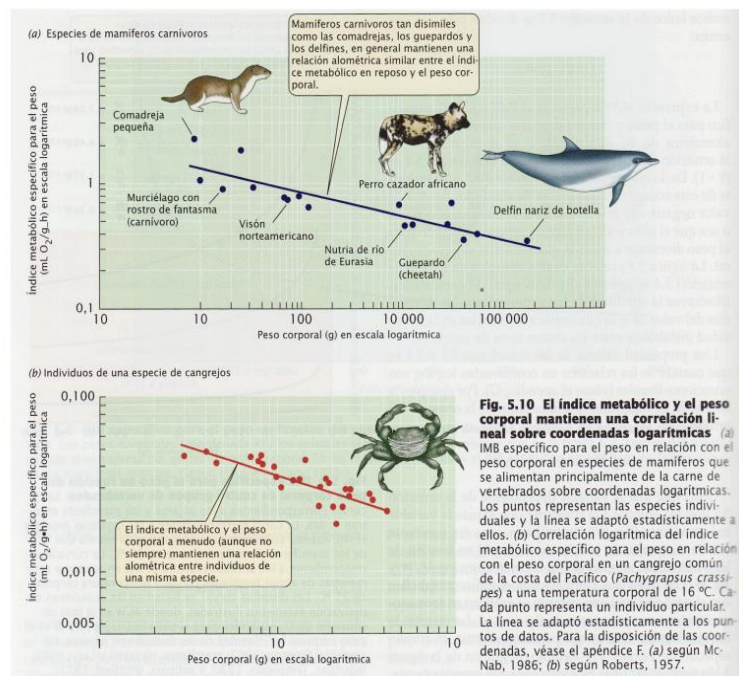 (a) Especies de mamíferos carnívoros
Mamíferos carnívoros tan disimiles
como las comadrejas, los guepardos y
los delfines, en general mantienen una
relación alométrica similar entre el índi-
ce metabólico en reposo y el peso cor-
poral.
Índice metabólico específico para el peso
(mL O₂/g–h) en escala logarítmica
10
1
0,1
Comadreja
pequeña
Murciélago con
rostro de fantasma
(carnívoro)
Visón
norteamericano
Perro cazador africano
Nutria de río
de Eurasia
Guepardo
(cheetah)
Delfín nariz de botella
10
10
100
10 000
100 000
Peso corporal (g) en escala logarítmica
(b) Individuos de una especie de cangrejos
Índice metabólico específico para el peso
(mL O₂/g•h) en escala logarítmica
0,100
0,010
0,005
El índice metabólico y el peso
corporal a menudo (aunque no
siempre) mantienen una relación
alométrica entre individuos de
una misma especie.
1
10
10
Peso corporal (g) en escala logarítmica
Fig. 5.10 El índice metabólico y el peso
corporal mantienen una correlación li-
neal sobre coordenadas logarítmicas (a)
IMB específico para el peso en relación con el
peso corporal en especies de mamíferos que
se alimentan principalmente de la carne de
vertebrados sobre coordenadas logarítmicas.
Los puntos representan las especies indivi-
duales y la línea se adaptó estadísticamente a
ellos. (b) Correlación logarítmica del índice
metabólico específico para el peso en relación
con el peso corporal en un cangrejo común
de la costa del Pacífico (Pachygrapsus crassi-
pes) a una temperatura corporal de 16 ºC. Ca-
da punto representa un individuo particular.
La línea se adaptó estadísticamente a los pun-
tos de datos. Para la disposición de las coor-
denadas, véase el apéndice F. (a) según Mc-
Nab, 1986; (b) según Roberts, 1957.